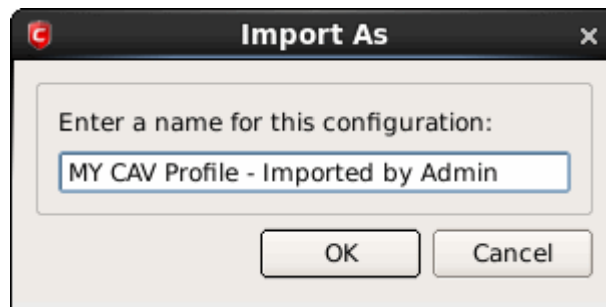 Import As
Enter a name for this configuration:
MY CAV Profile - Imported by Admin
OK Cancel